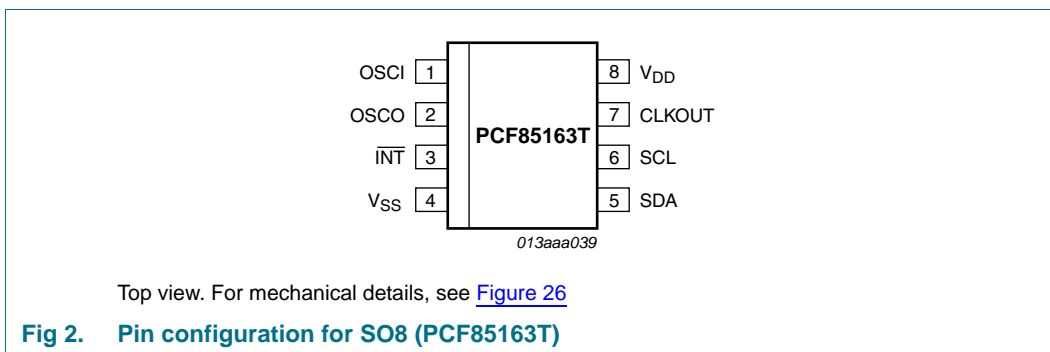 OSCI 1 8 VDD
OSCO 2 7 CLKOUT
PCF85163T
INT 3 6 SCL
VSS 4 5 SDA
013aaa039
Top view. For mechanical details, see Figure 26
Fig 2. Pin configuration for SO8 (PCF85163T)